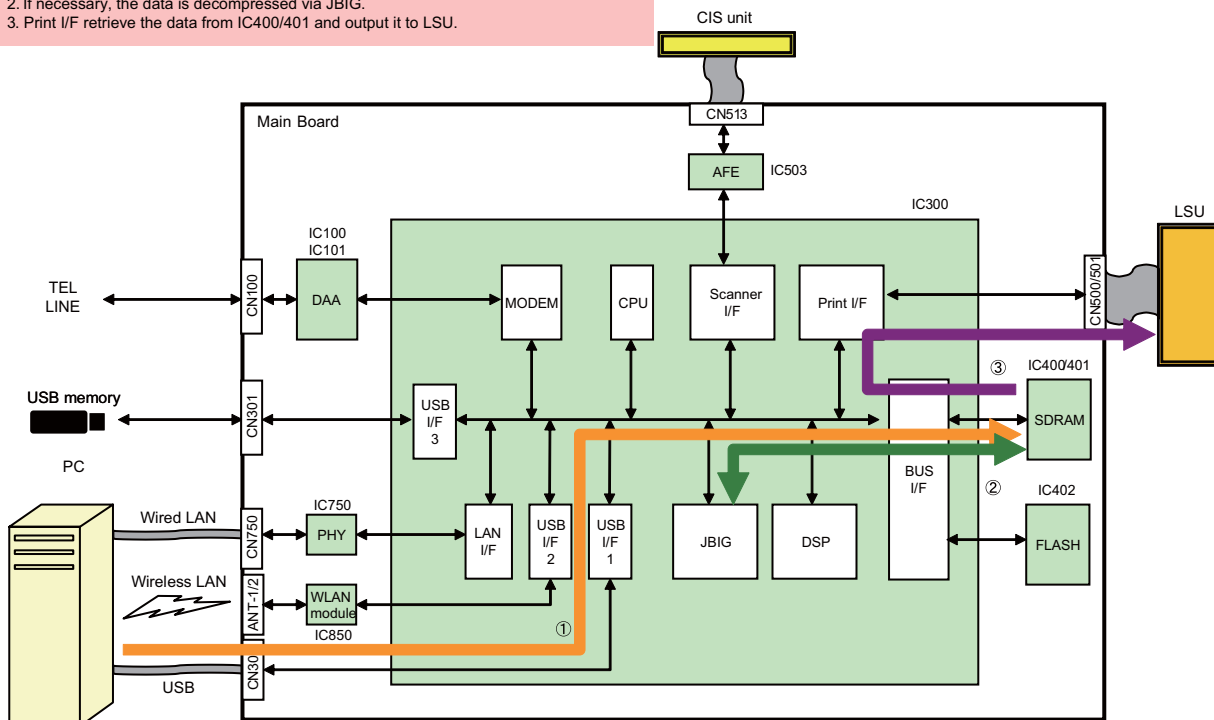 2. If necessary, the data is decompressed via JBIG.
3. Print I/F retrieve the data from IC400/401 and output it to LSU.
CIS unit
CN513
Main Board
AFE
IC503
IC300
LSU
IC100
IC101
TEL
LINE
CN100
DAA
MODEM
CPU
Scanner
I/F
Print I/F
CN500/501
③
IC400/401
USB memory
CN301
USB
I/F
3
SDRAM
PC
BUS
I/F
②
IC402
Wired LAN
CN750
IC750
PHY
LAN
I/F
USB
I/F
2
USB
I/F
1
JBIG
DSP
FLASH
Wireless LAN
ANT-1/2
WLAN
module
IC850
①
CN30
USB